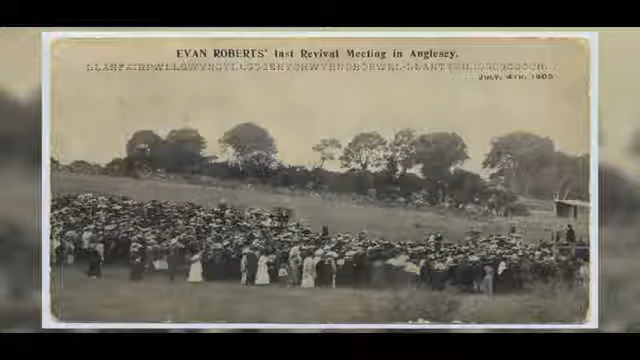 EVAN ROBERTS' last Revival Meeting in Anglesey.
JULY, 4TH, 1905